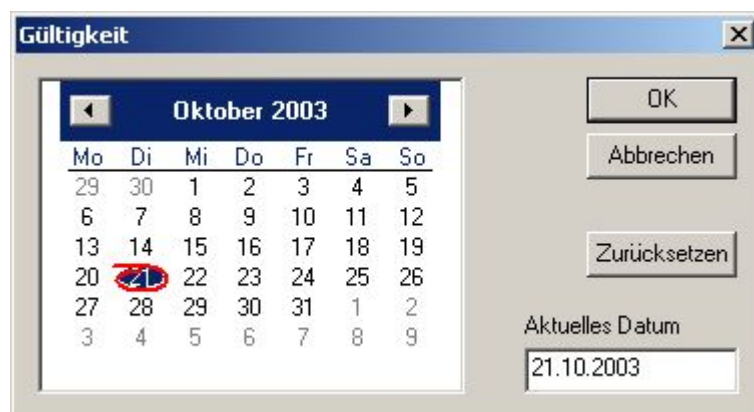 Gültigkeit
Oktober 2003
Mo Di Mi Do Fr Sa So
29 30 1 2 3 4 5
6 7 8 9 10 11 12
13 14 15 16 17 18 19
20 21 22 23 24 25 26
27 28 29 30 31 1 2
3 4 5 6 7 8 9
OK
Abbrechen
Zurücksetzen
Aktuelles Datum
21.10.2003